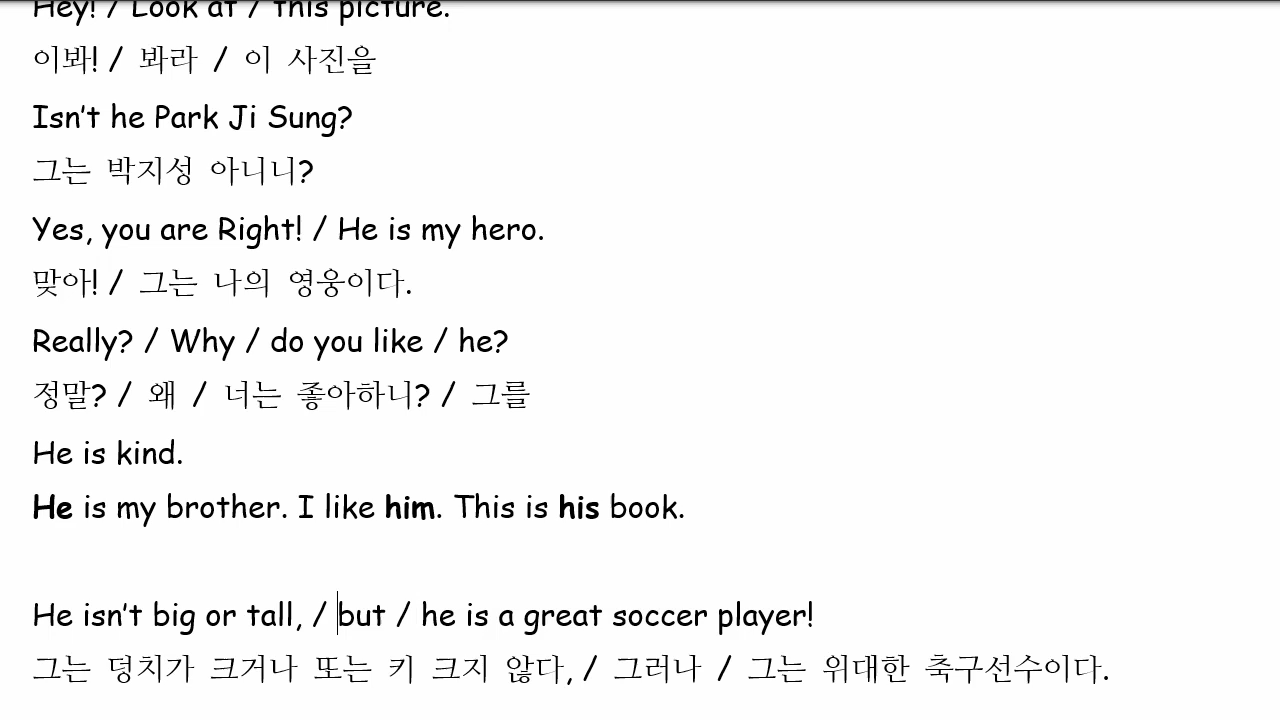 Hey! / Look at / this picture.
이봐! / 봐라 / 이 사진을
Isn't he Park Ji Sung?
그는 박지성 아니니?
Yes, you are Right! / He is my hero.
맞아! / 그는 나의 영웅이다.
Really? / Why / do you like / he?
정말? / 왜 / 너는 좋아하니? / 그를
He is kind.
He is my brother. I like him. This is his book.
He isn't big or tall, / but / he is a great soccer player!
그는 덩치가 크거나 또는 키 크지 않다, / 그러나 / 그는 위대한 축구선수이다.